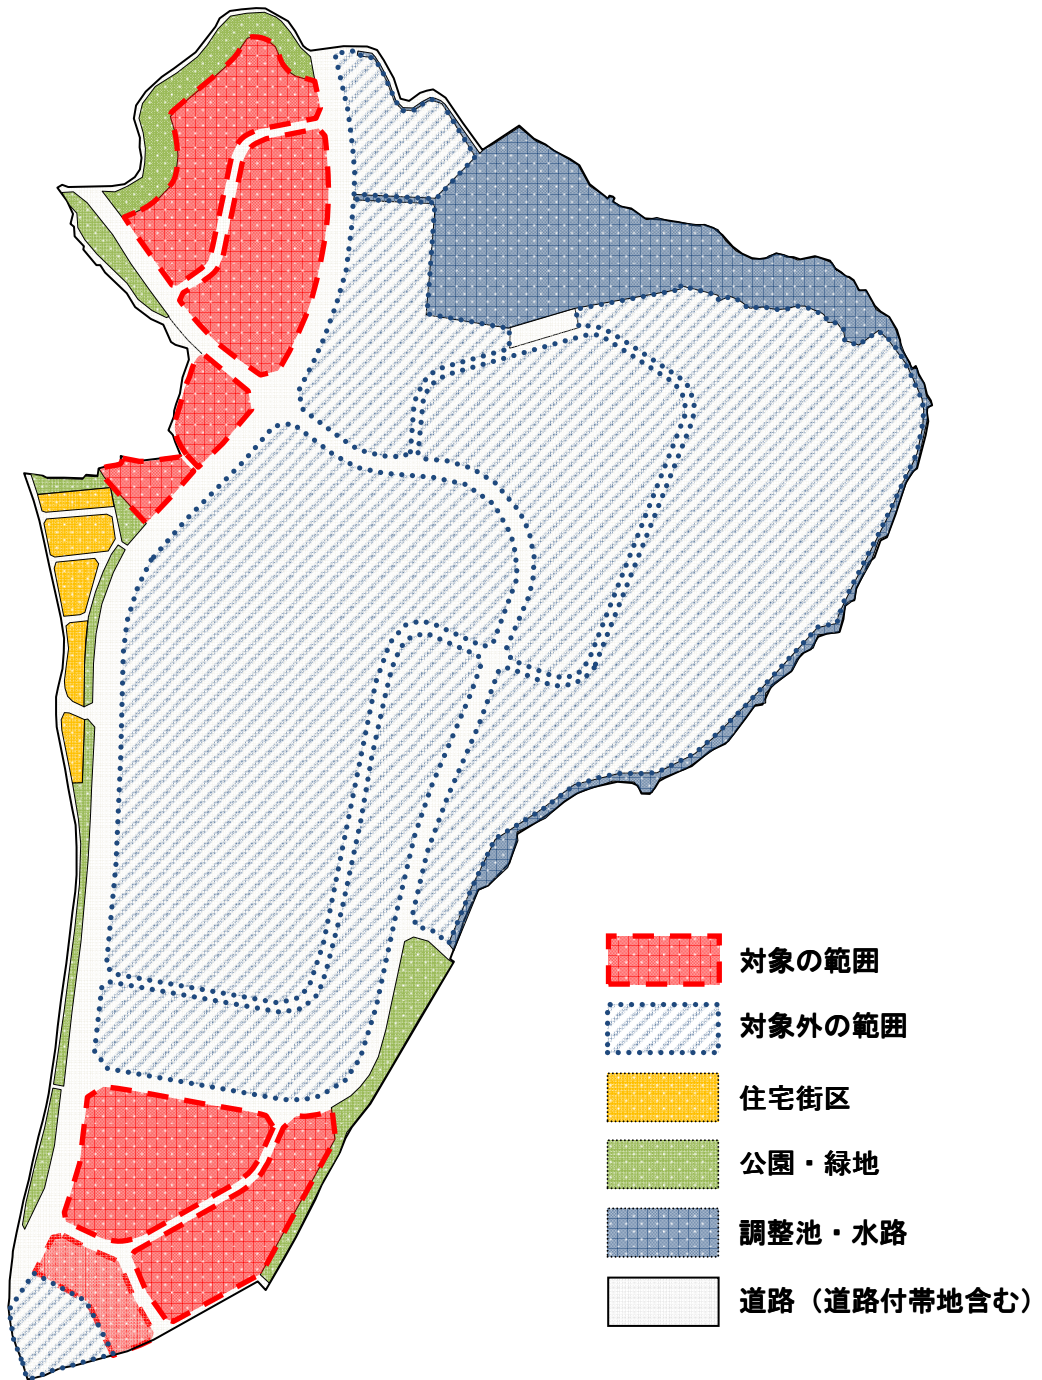 対象の範囲
対象外の範囲
住宅街区
公園・緑地
調整池・水路
道路（道路付帯地含む）